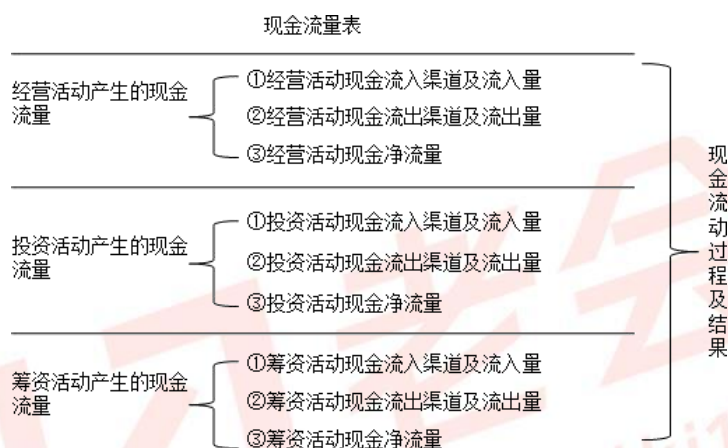 现金流量表
经营活动产生的现金
流量
①经营活动现金流入渠道及流入量
②经营活动现金流出渠道及流出量
③经营活动现金净流量
投资活动产生的现金
流量
①投资活动现金流入渠道及流入量
②投资活动现金流出渠道及流出量
③投资活动现金净流量
筹资活动产生的现金
流量
①筹资活动现金流入渠道及流入量
②筹资活动现金流出渠道及流出量
③筹资活动现金净流量
现金流动过程及结果